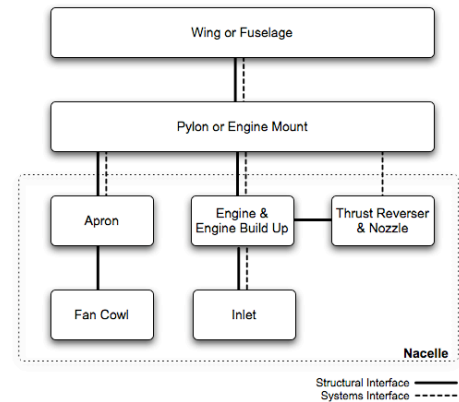 Wing or Fuselage
Pylon or Engine Mount
Apron
Engine &
Engine Build Up
Thrust Reverser
& Nozzle
Fan Cowl
Inlet
Nacelle
Structural Interface
Systems Interface